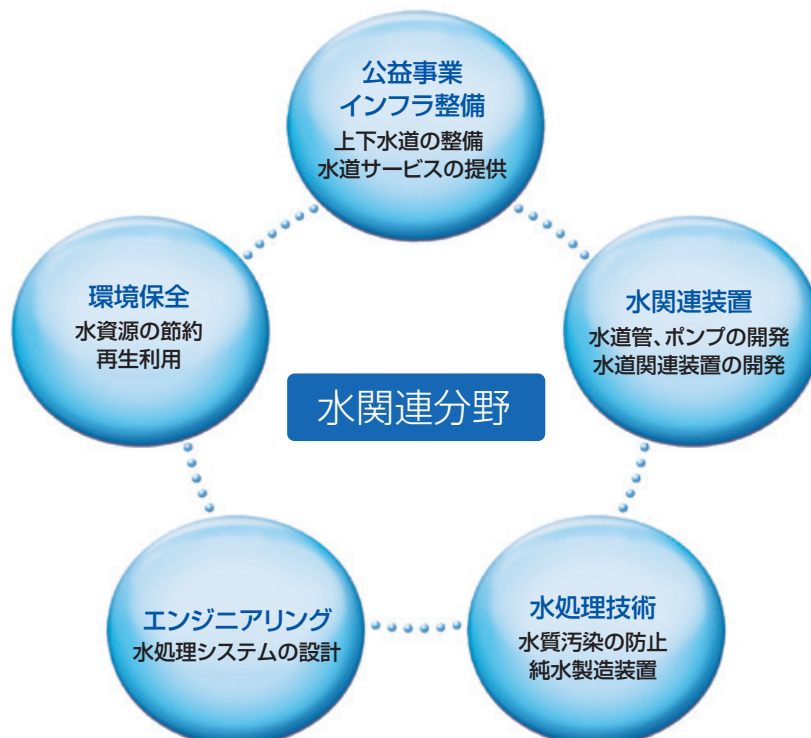 公益事業
インフラ整備
上下水道の整備
水道サービスの提供
環境保全
水資源の節約
再生利用
水関連装置
水道管、ポンプの開発
水道関連装置の開発
水関連分野
エンジニアリング
水処理システムの設計
水処理技術
水質汚染の防止
純水製造装置